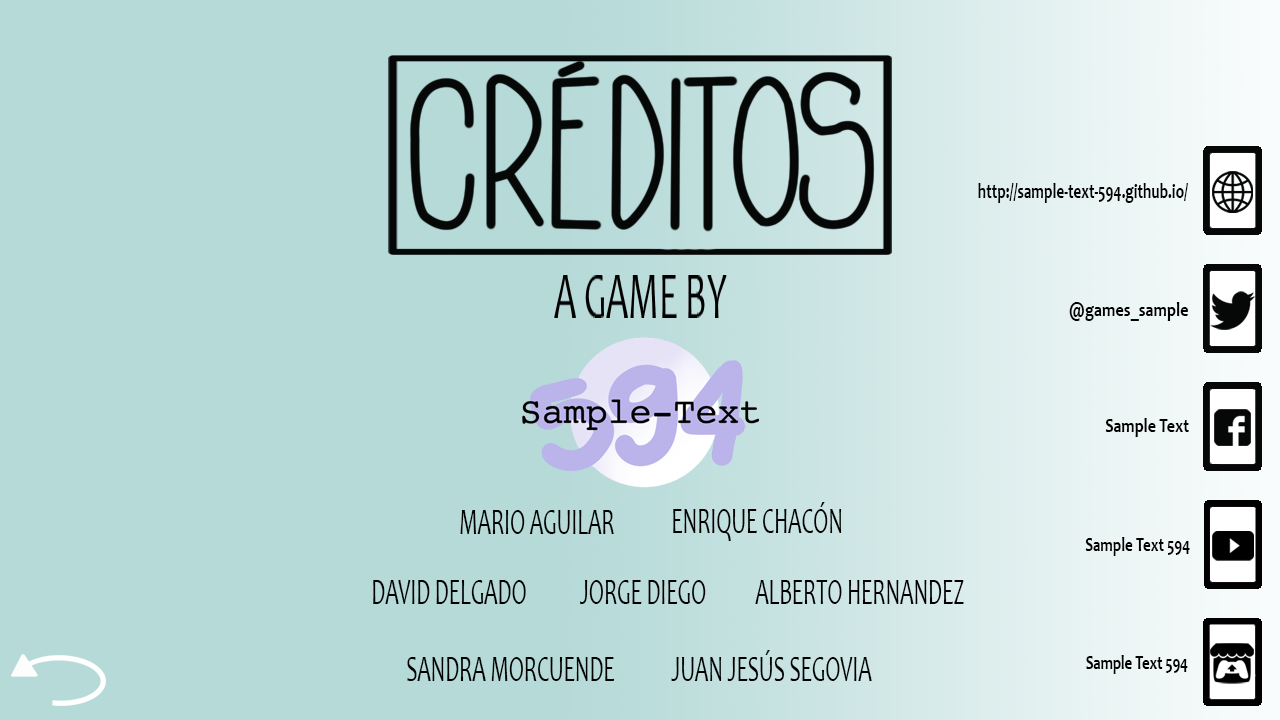 CRÉDITOS
A GAME BY
594
Sample-Text
MARIO AGUILAR ENRIQUE CHACÓN
DAVID DELGADO JORGE DIEGO ALBERTO HERNANDEZ
SANDRA MORCUENDE JUAN JESÚS SEGOVIA
http://sample-text-594.github.io/
@games_sample
Sample Text
Sample Text 594
Sample Text 594